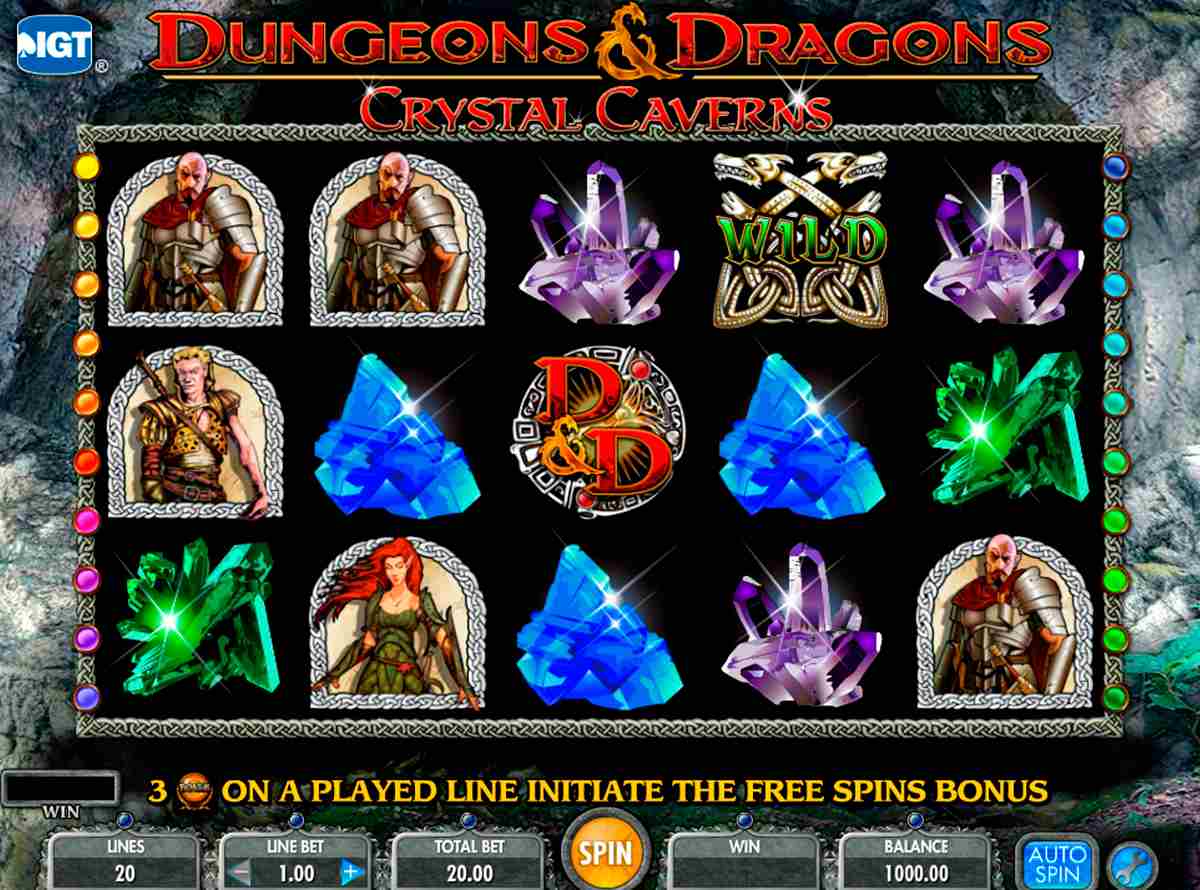 IGT ®
DUNGEONS & DRAGONS
CRYSTAL CAVERNS
WILD
D&D
3 ON A PLAYED LINE INITIATE THE FREE SPINS BONUS
WIN
LINES
20
LINE BET
- 1.00 +
TOTAL BET
20.00
SPIN
WIN
BALANCE
1000.00
AUTO
SPIN